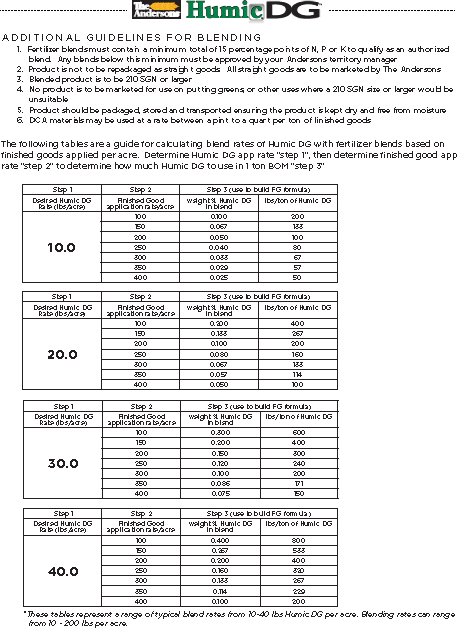 The Andersons Humic DG
ADDITIONAL GUIDELINES FOR BLENDING
1. Fertilizer blends must contain a minimum total of 15 percentage points of N, P or K to qualify as an authorized
blend. Any blends below this minimum must be approved by your Andersons territory manager
2. Product is not to be repackaged as straight goods. All straight goods are to be marketed by The Andersons
3. Blended product is to be 210 SGN or larger
4. No product is to be marketed for use on putting greens, or other uses where a 210 SGN size or larger would be
unsuitable
5. Product should be packaged, stored and transported ensuring the product is kept dry and free from moisture
6. DCA materials may be used at a rate between a pint to a quart per ton of finished goods
The following tables are a guide for calculating blend rates of Humic DG with fertilizer blends based on
finished goods applied per acre. Determine Humic DG app rate "step 1", then determine finished good app
rate "step 2" to determine how much Humic DG to use in 1 ton BOM "step 3"
Step 1 Step 2 Step 3 (use to build FG formula)
Desired Humic DG Finished Good weight % Humic DG lbs/ton of Humic DG
Rate (lbs/acre) application rate/acre in blend
100 0.100 200
150 0.067 133
200 0.050 100
10.0 250 0.040 80
300 0.033 67
350 0.029 57
400 0.025 50
Step 1 Step 2 Step 3 (use to build FG formula)
Desired Humic DG Finished Good weight % Humic DG lbs/ton of Humic DG
Rate (lbs/acre) application rate/acre in blend
100 0.200 400
150 0.133 267
200 0.100 200
20.0 250 0.080 160
300 0.067 133
350 0.057 114
400 0.050 100
Step 1 Step 2 Step 3 (use to build FG formula)
Desired Humic DG Finished Good weight % Humic DG lbs/ton of Humic DG
Rate (lbs/acre) application rate/acre in blend
100 0.300 600
150 0.200 400
200 0.150 300
30.0 250 0.120 240
300 0.100 200
350 0.086 171
400 0.075 150
Step 1 Step 2 Step 3 (use to build FG formula)
Desired Humic DG Finished Good weight % Humic DG lbs/ton of Humic DG
Rate (lbs/acre) application rate/acre in blend
100 0.400 800
150 0.267 533
200 0.200 400
40.0 250 0.160 320
300 0.133 267
350 0.114 229
400 0.100 200
*These tables represent a range of typical blend rates from 10-40 lbs Humic DG per acre. Blending rates can range
from 10 - 200 lbs per acre.